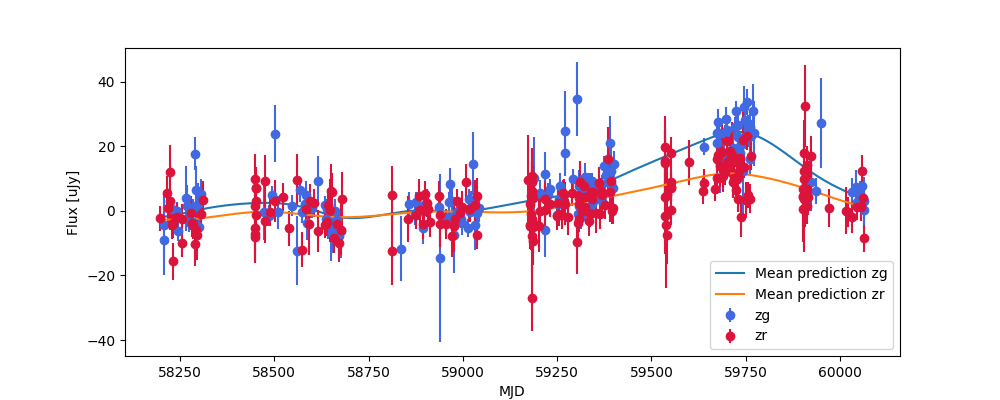 40
20
0
−20
−40
Flux [uJy]
58250
58500
58750
59000
59250
59500
59750
60000
MJD
Mean prediction zg
Mean prediction zr
zg
zr